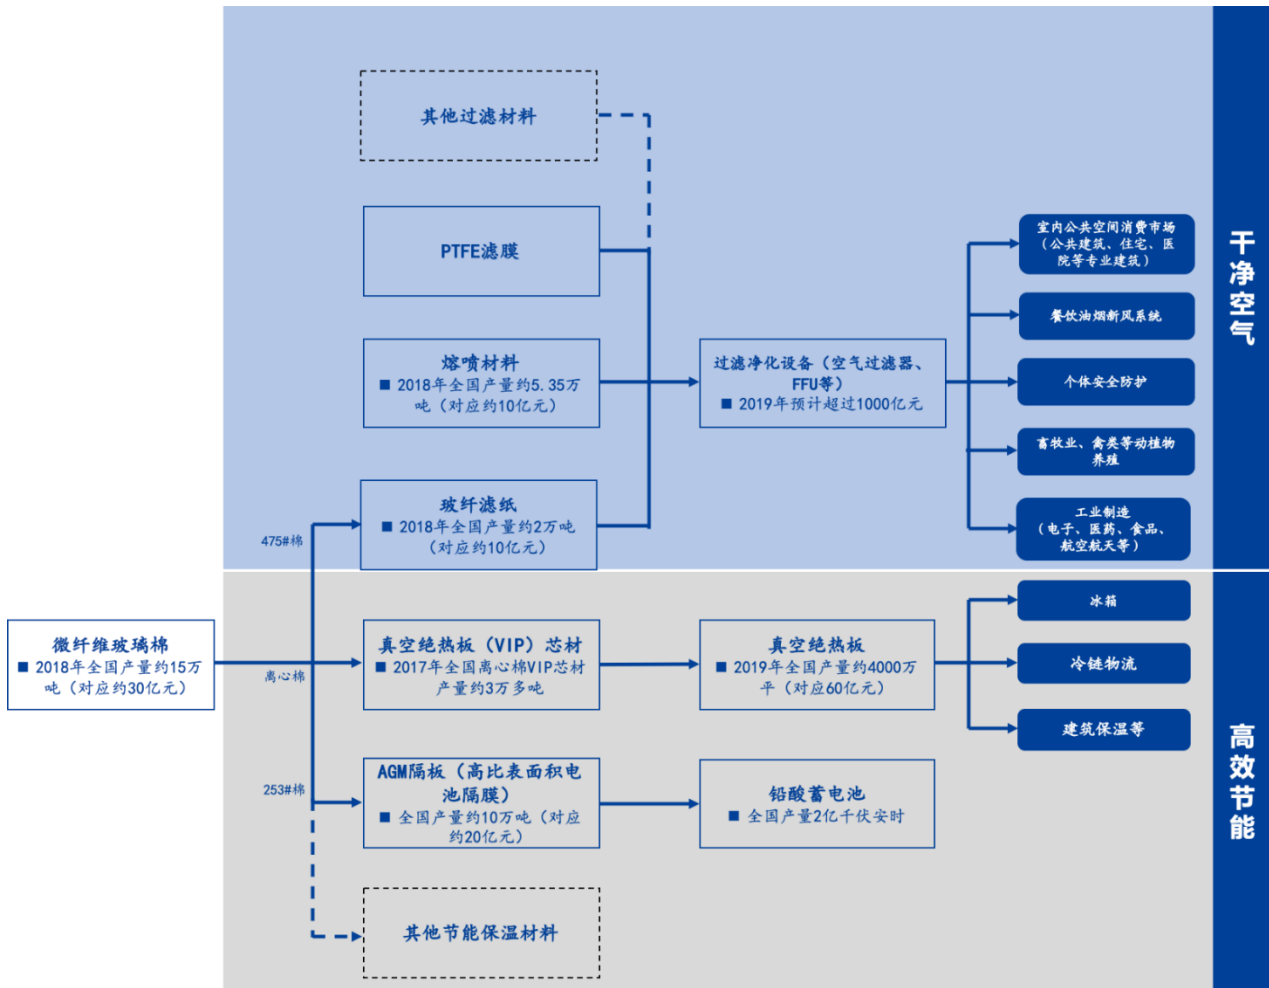 其他过滤材料
PTFE滤膜
熔喷材料
■ 2018年全国产量约5.35万
吨（对应约10亿元）
玻纤滤纸
■ 2018年全国产量约2万吨
（对应约10亿元）
475#棉
过滤净化设备（空气过滤器、
FFU等）
■ 2019年预计超过1000亿元
室内公共空间消费市场
（公共建筑、住宅、医
院等专业建筑）
餐饮油烟新风系统
个体安全防护
畜牧业、禽类等动植物
养殖
工业制造
（电子、医药、食品、
航空航天等）
干净空气
微纤维玻璃棉
■ 2018年全国产量约15万
吨（对应约30亿元）
离心棉
253#棉
真空绝热板（VIP）芯材
■ 2017年全国离心棉VIP芯材
产量约3万多吨
真空绝热板
■ 2019年全国产量约4000万
平（对应60亿元）
冰箱
冷链物流
建筑保温等
AGM隔板（高比表面积电
池隔膜）
■ 全国产量约10万吨（对应
约20亿元）
铅酸蓄电池
■ 全国产量2亿千伏安时
其他节能保温材料
高效节能